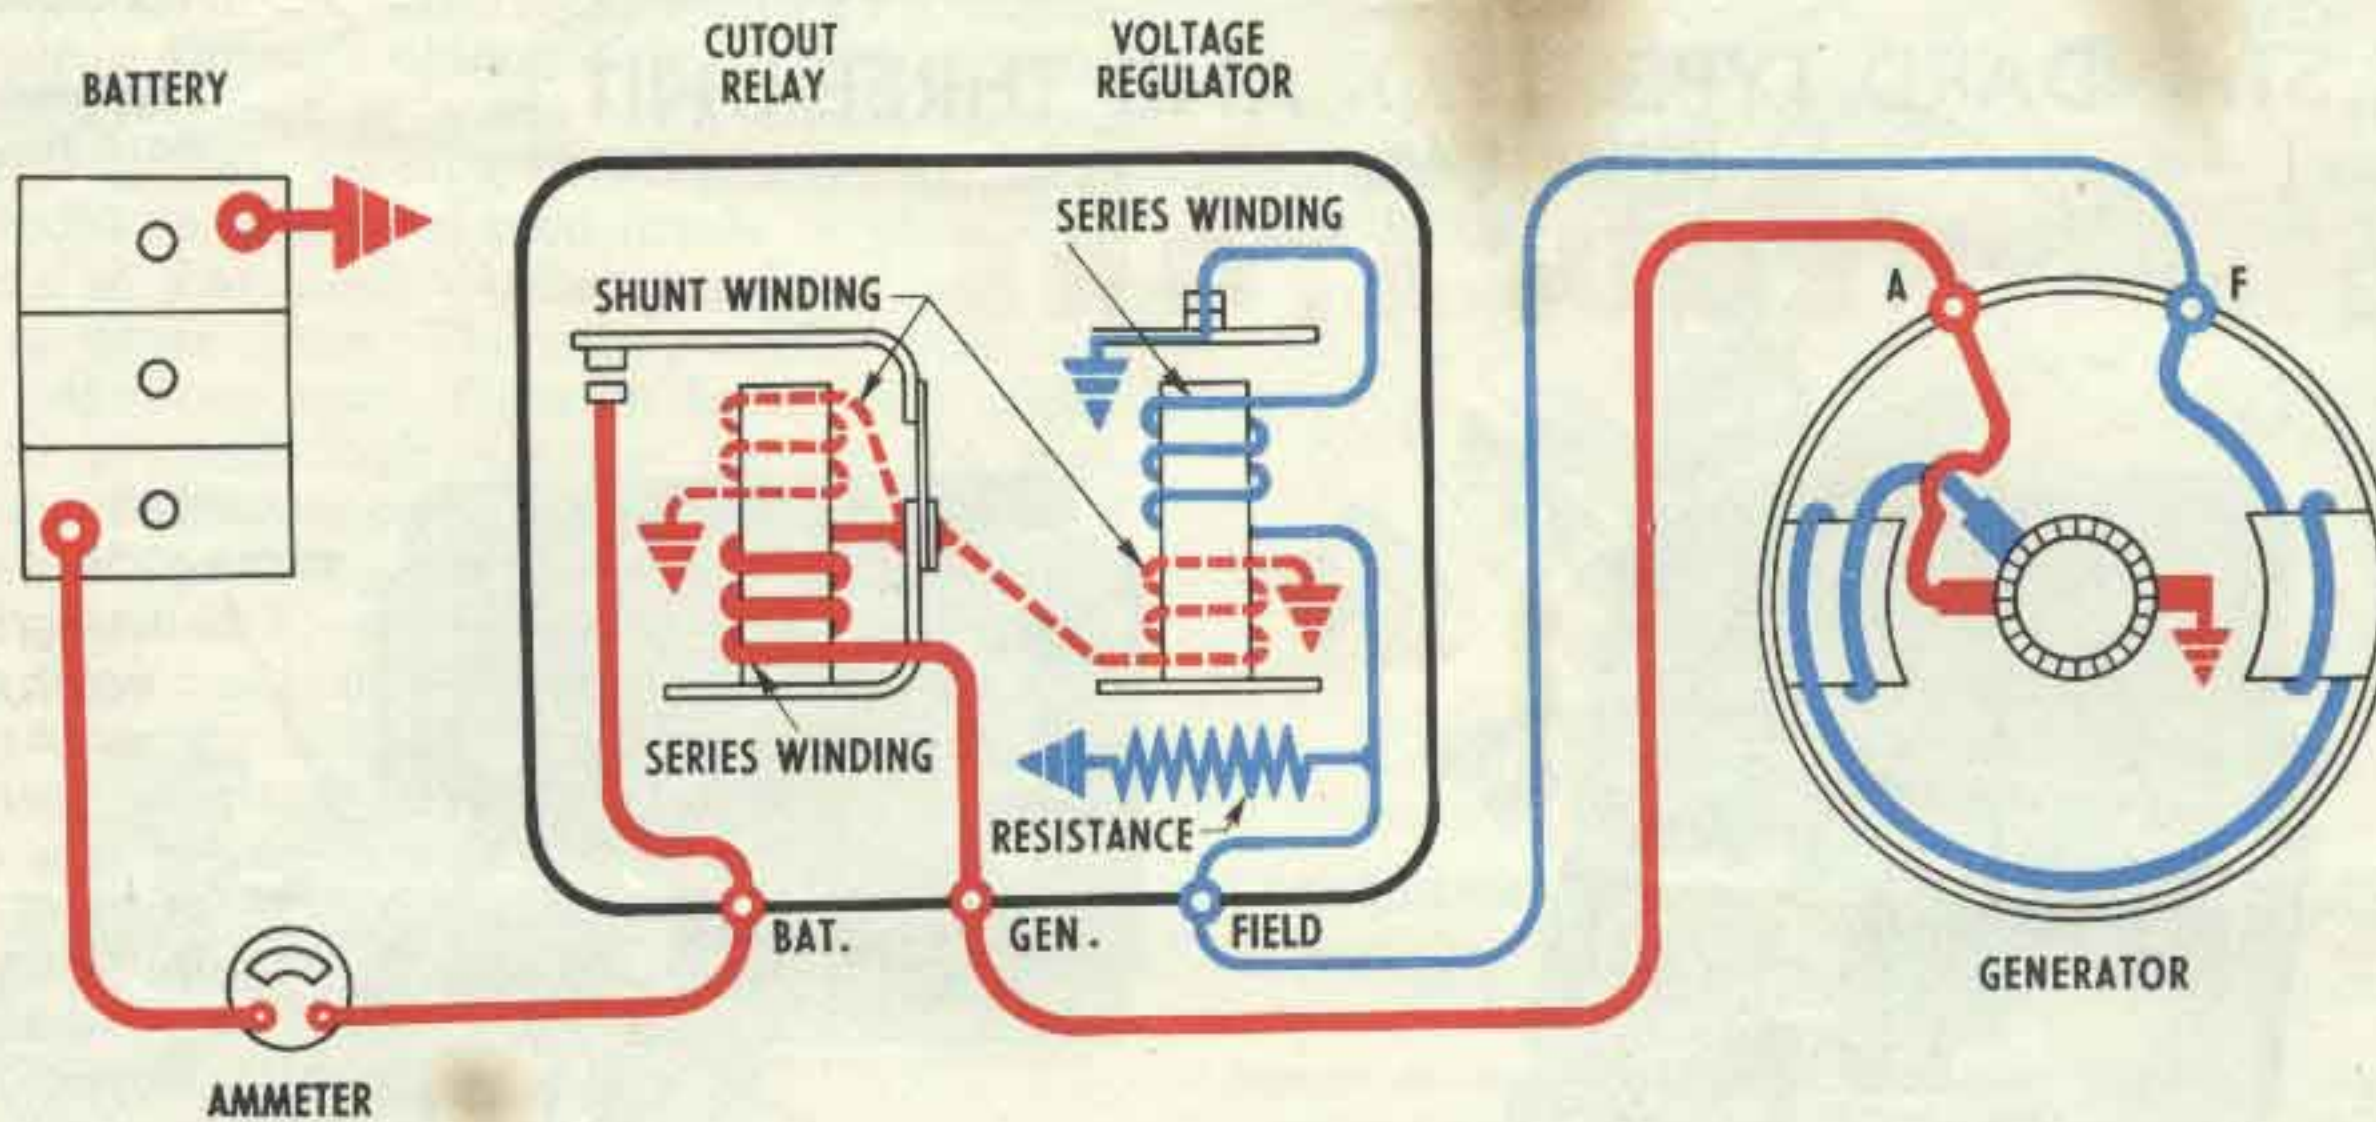 CUTOUT
RELAY
VOLTAGE
REGULATOR
BATTERY
SERIES WINDING
SHUNT WINDING
A
F
SERIES WINDING
RESISTANCE
BAT.
GEN.
FIELD
GENERATOR
AMMETER